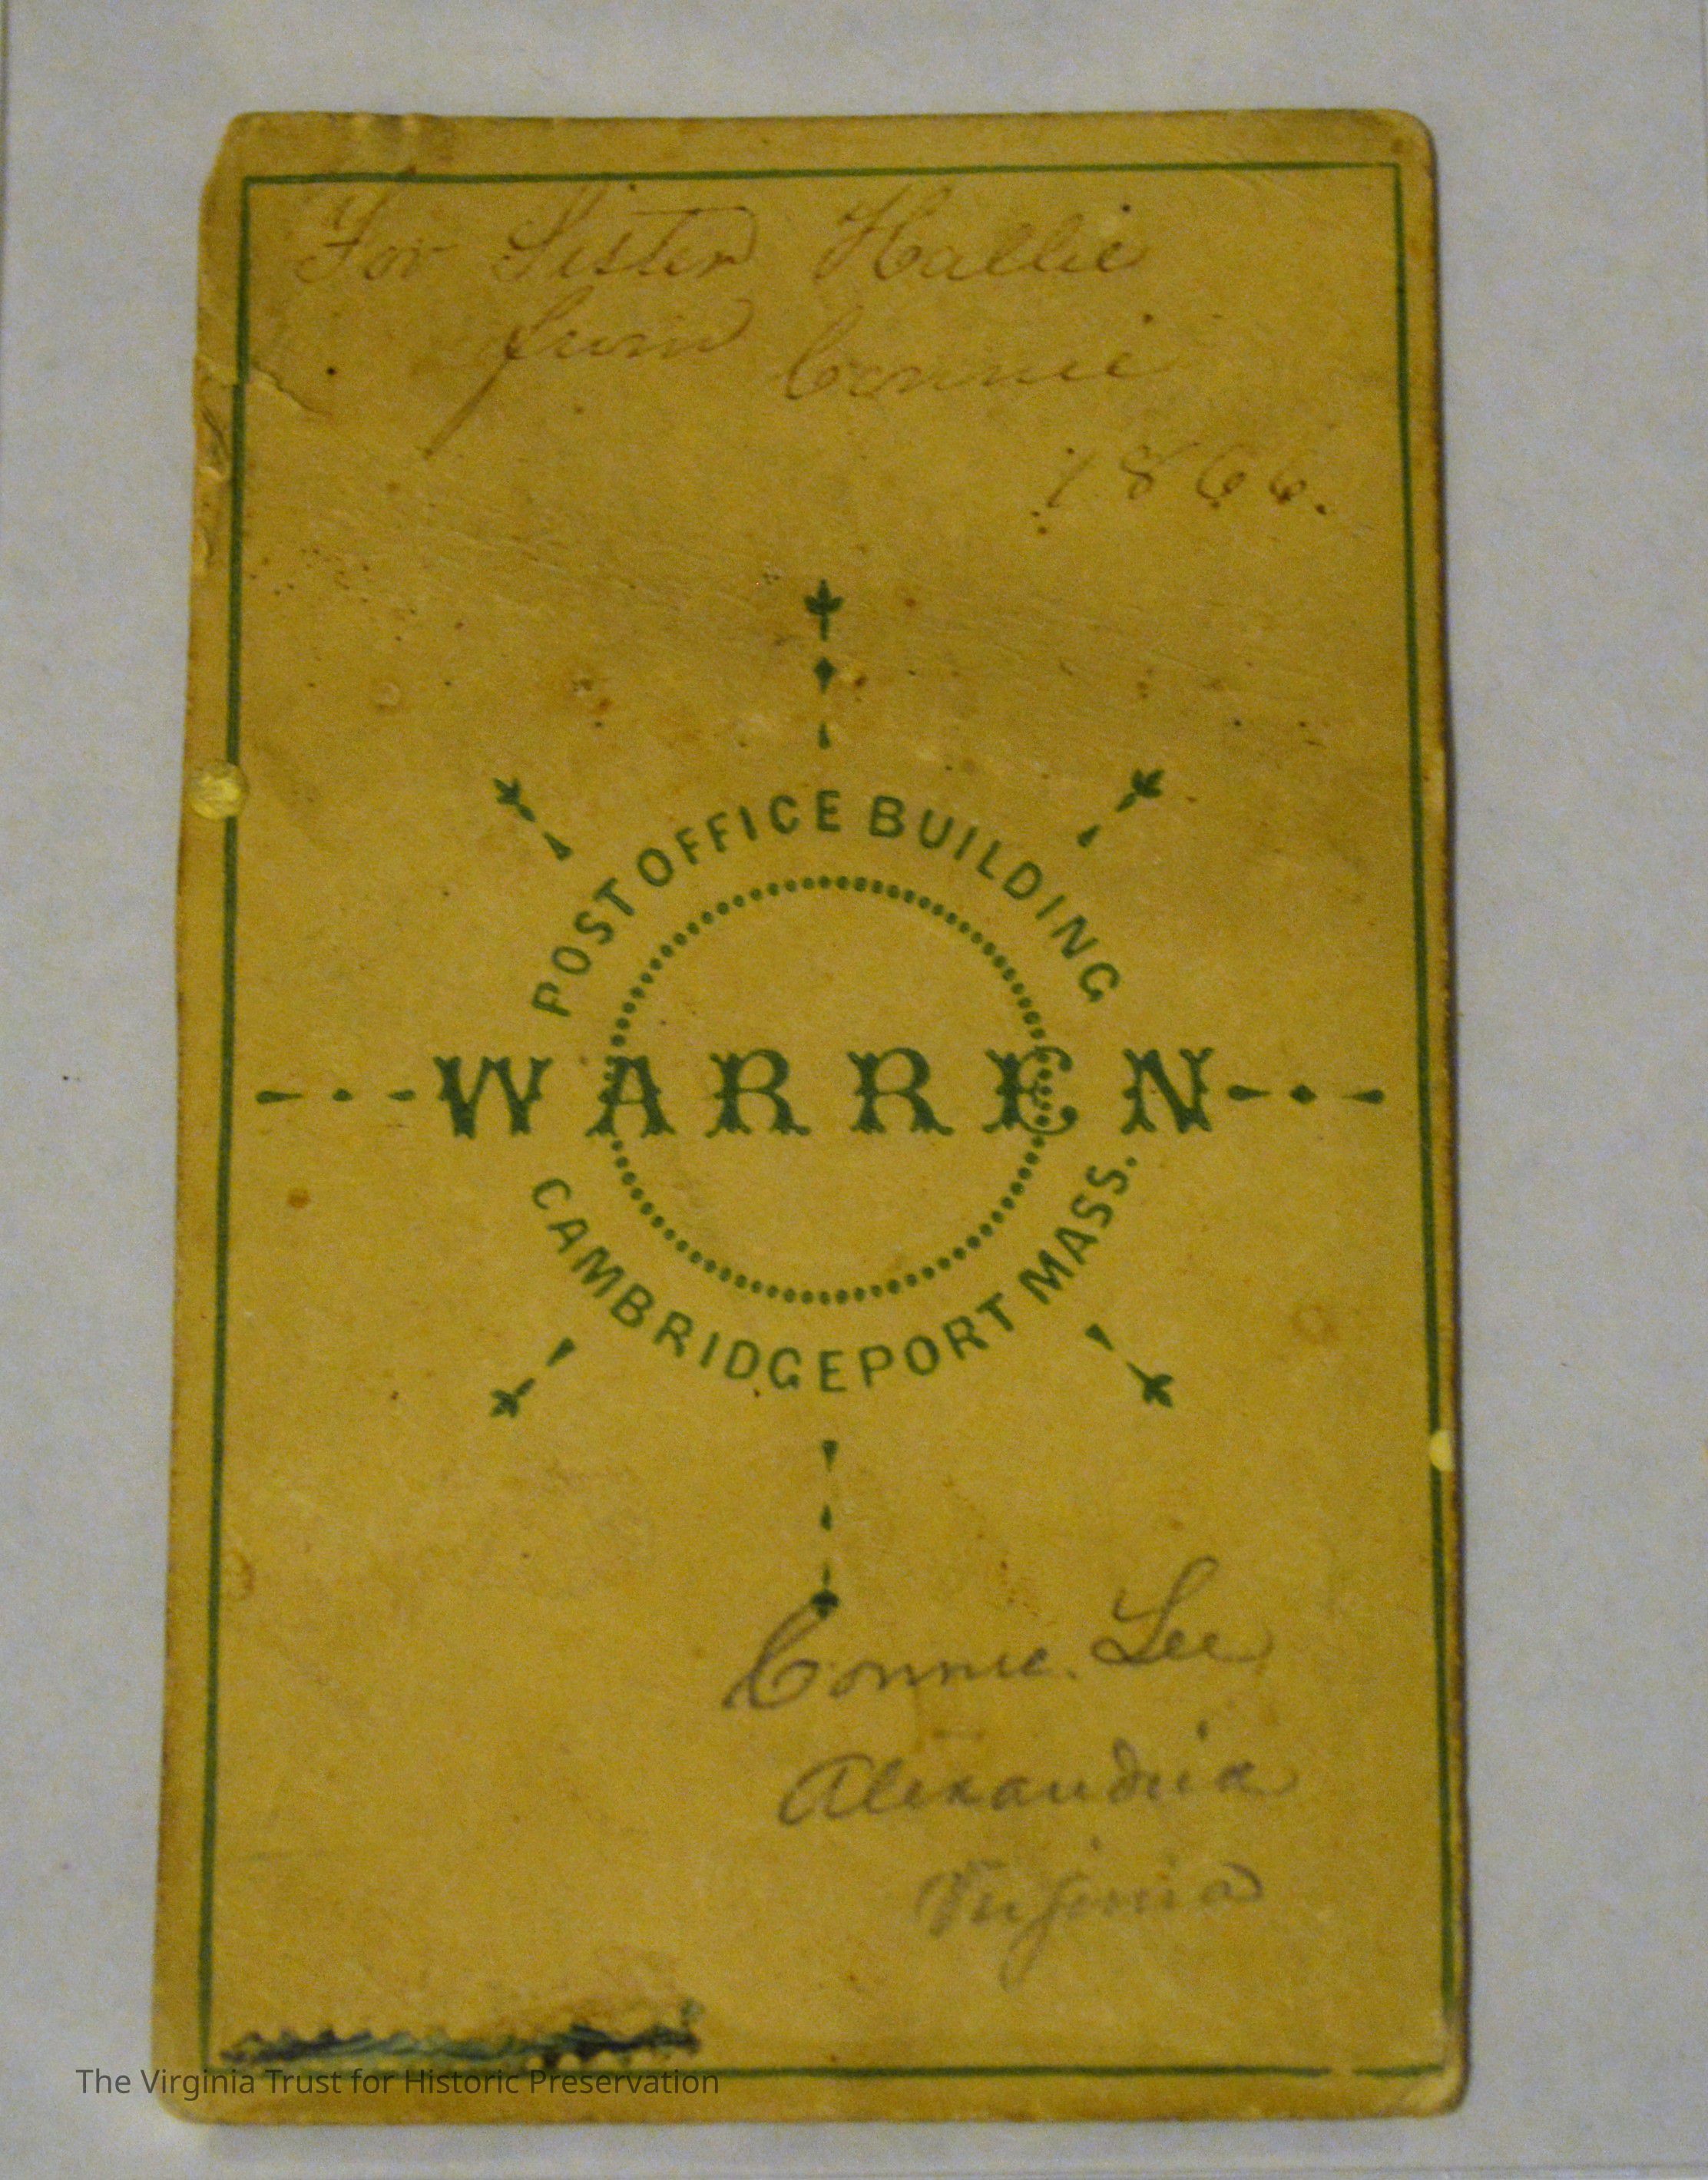 For Sister Hallie
from Connie
1866.
POST OFFICE BUILDING
WARREN
CAMBRIDGEPORT MASS.
Connie Lee
Alexandria
Virginia
The Virginia Trust for Historic Preservation